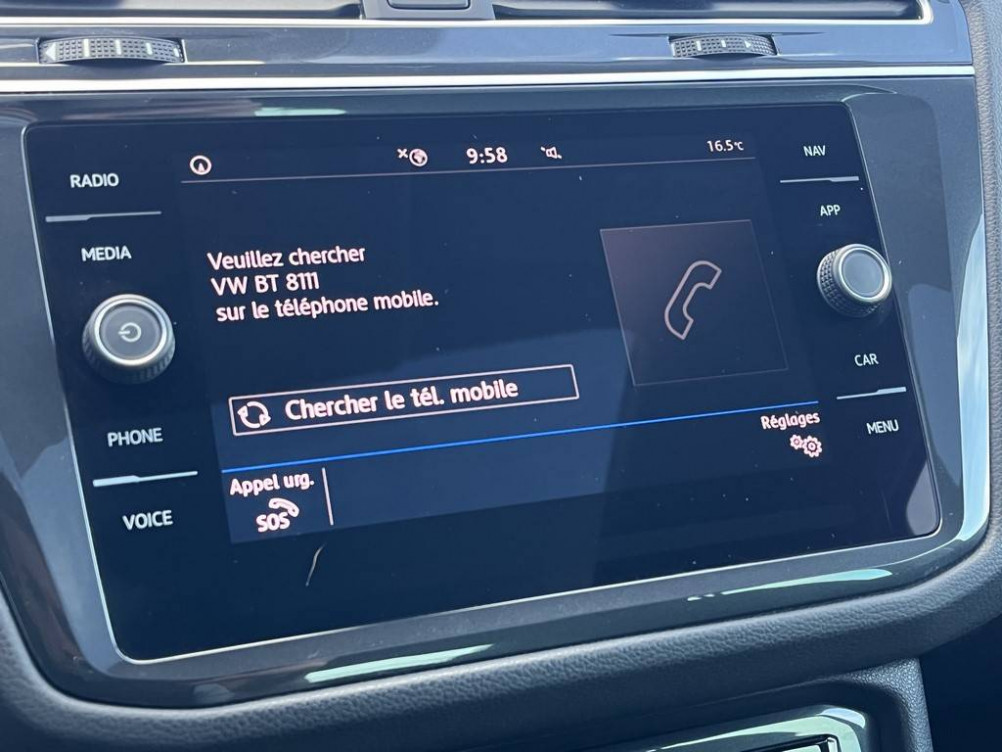 9:58
16.5°C
RADIO
MEDIA
PHONE
VOICE
Veuillez chercher
VW BT 8111
sur le téléphone mobile.
Chercher le tél. mobile
Réglages
Appel urg.
SOS
NAV
APP
CAR
MENU